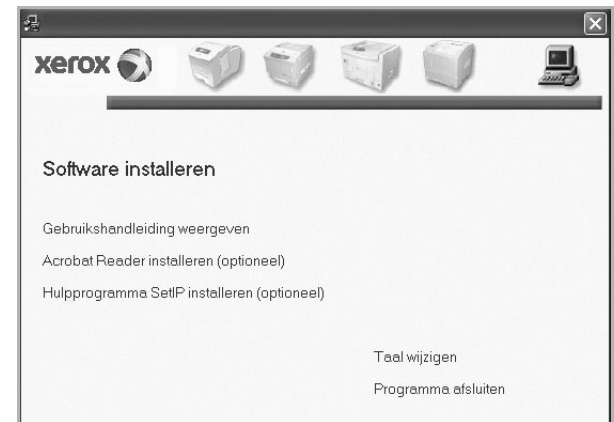 xerox
Software installeren
Gebruikshandleiding weergeven
Acrobat Reader installeren (optioneel)
Hulpprogramma SetIP installeren (optioneel)
Taal wijzigen
Programma afsluiten